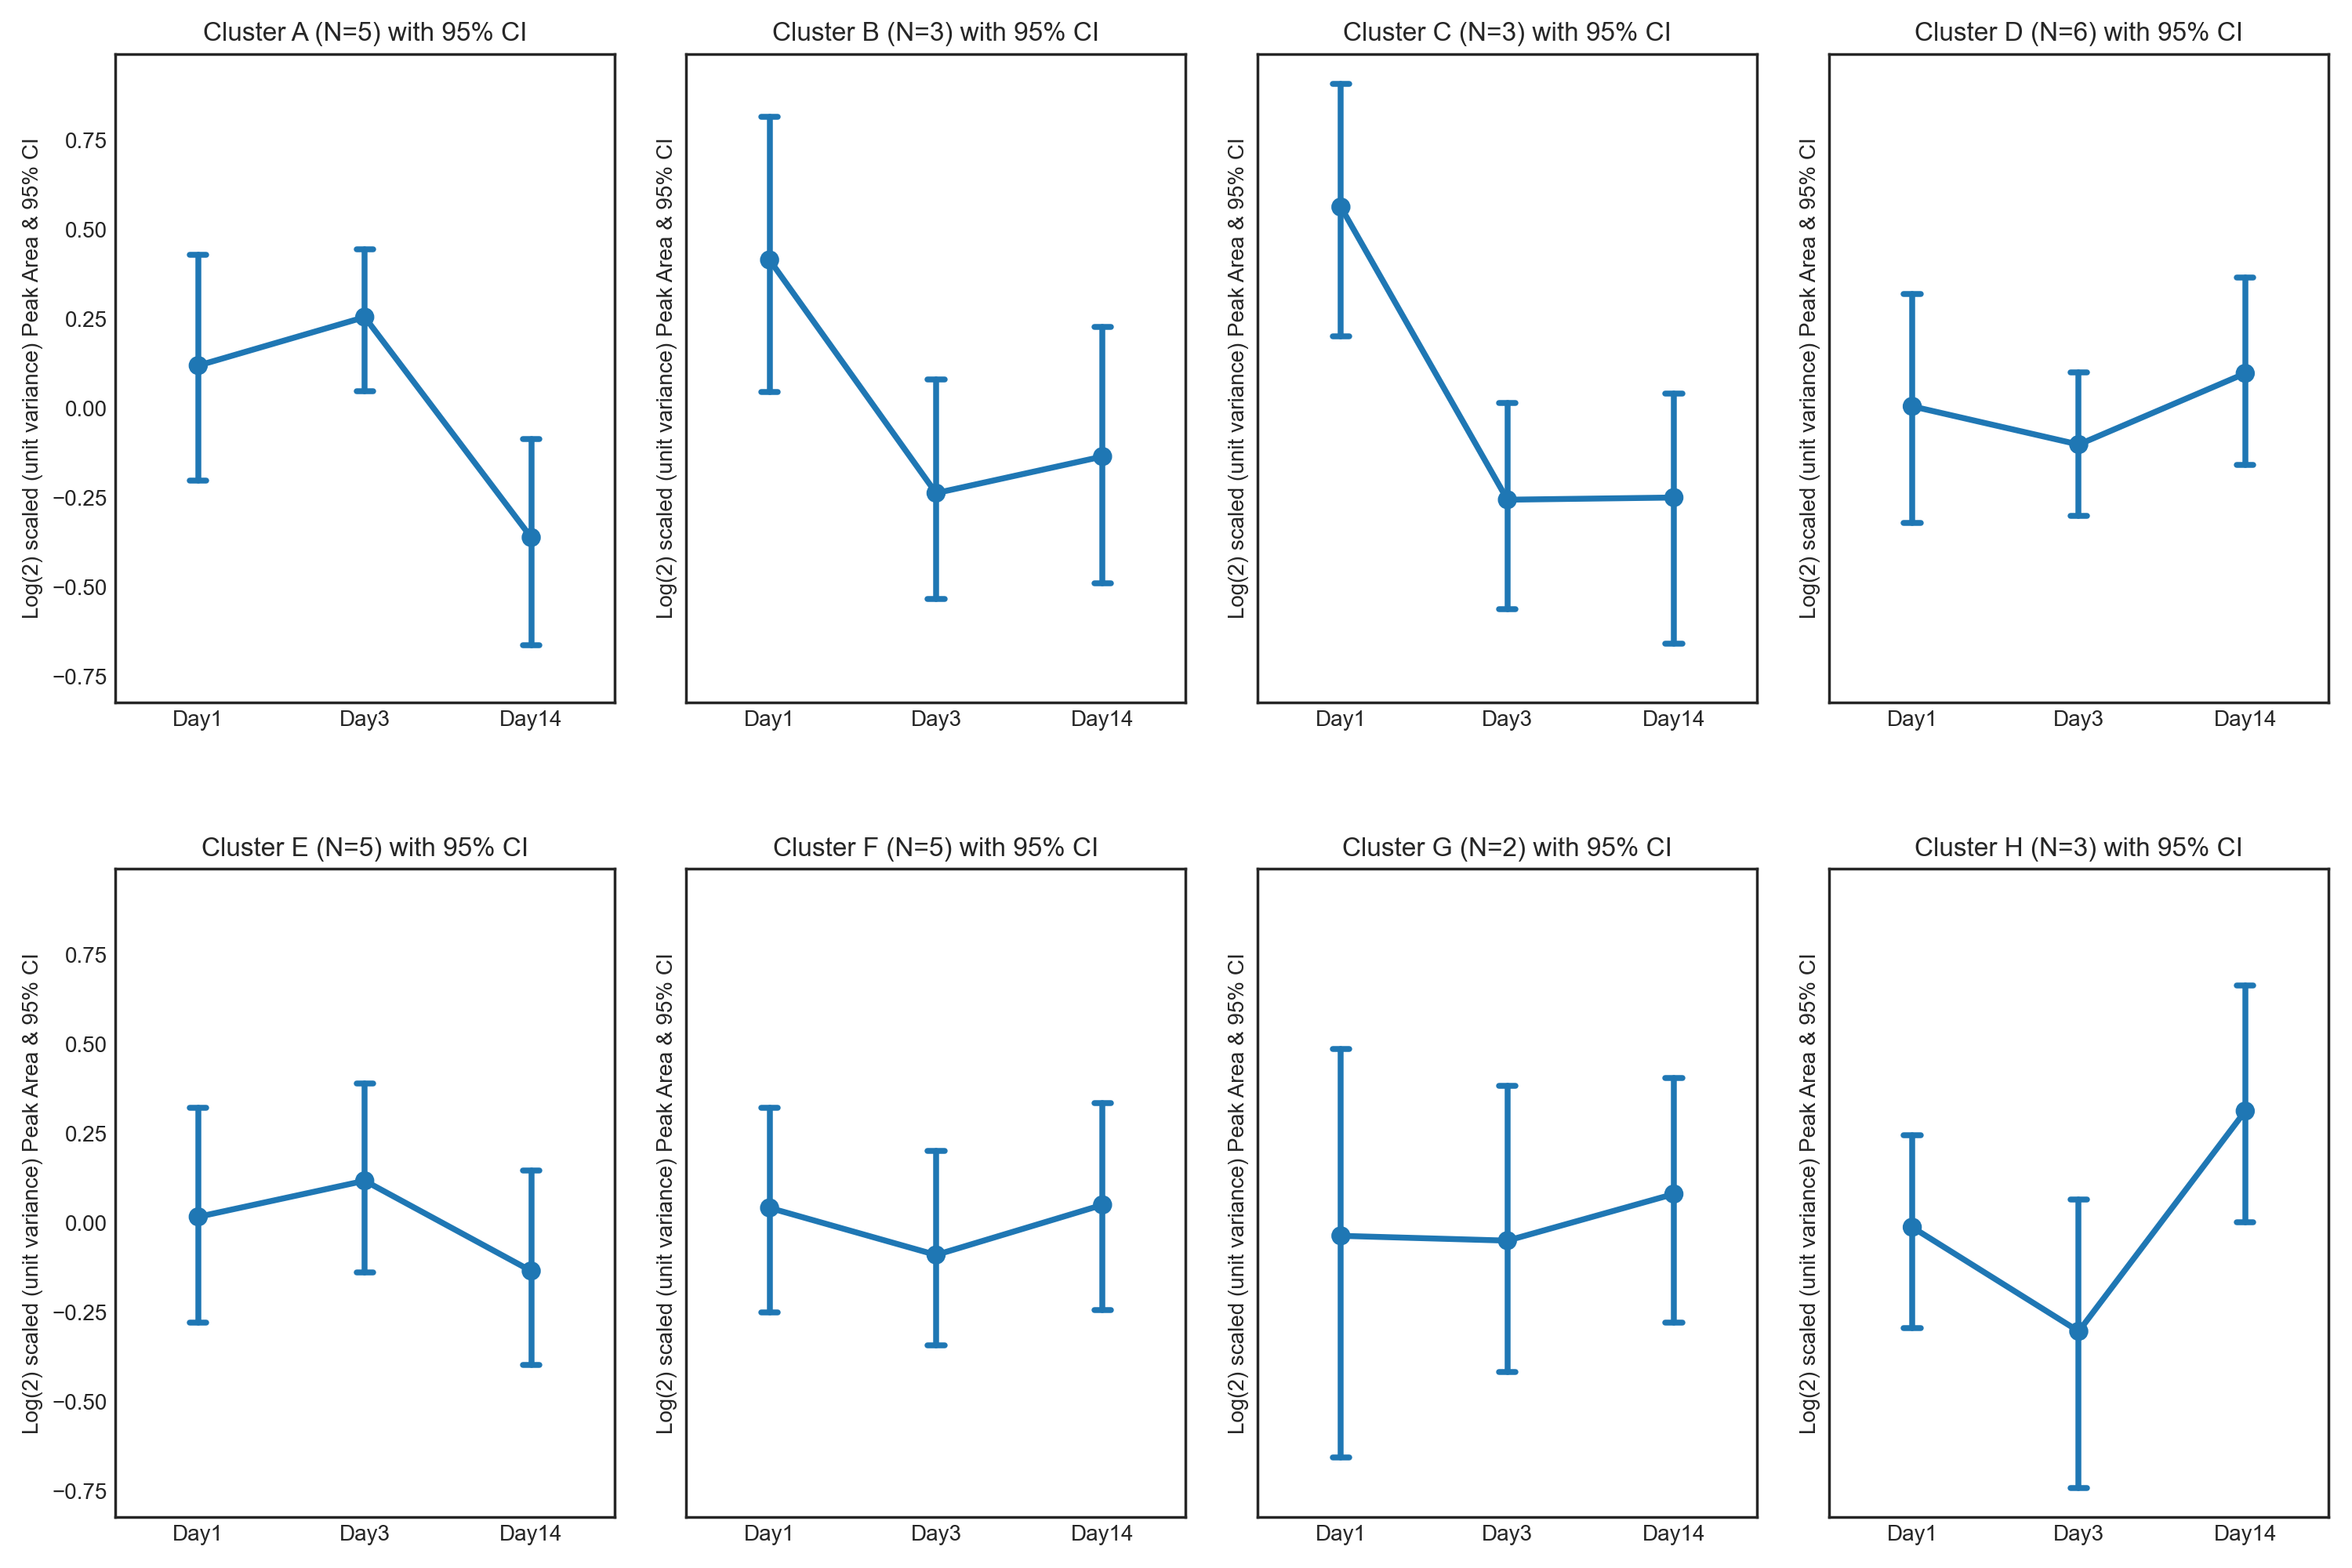 Cluster A (N=5) with 95% CI
Log(2) scaled (unit variance) Peak Area & 95% CI
0.75
0.50
0.25
0.00
−0.25
−0.50
−0.75
Day1 Day3 Day14
Cluster B (N=3) with 95% CI
Log(2) scaled (unit variance) Peak Area & 95% CI
Day1 Day3 Day14
Cluster C (N=3) with 95% CI
Log(2) scaled (unit variance) Peak Area & 95% CI
Day1 Day3 Day14
Cluster D (N=6) with 95% CI
Log(2) scaled (unit variance) Peak Area & 95% CI
Day1 Day3 Day14
Cluster E (N=5) with 95% CI
Log(2) scaled (unit variance) Peak Area & 95% CI
0.75
0.50
0.25
0.00
−0.25
−0.50
−0.75
Day1 Day3 Day14
Cluster F (N=5) with 95% CI
Log(2) scaled (unit variance) Peak Area & 95% CI
Day1 Day3 Day14
Cluster G (N=2) with 95% CI
Log(2) scaled (unit variance) Peak Area & 95% CI
Day1 Day3 Day14
Cluster H (N=3) with 95% CI
Log(2) scaled (unit variance) Peak Area & 95% CI
Day1 Day3 Day14